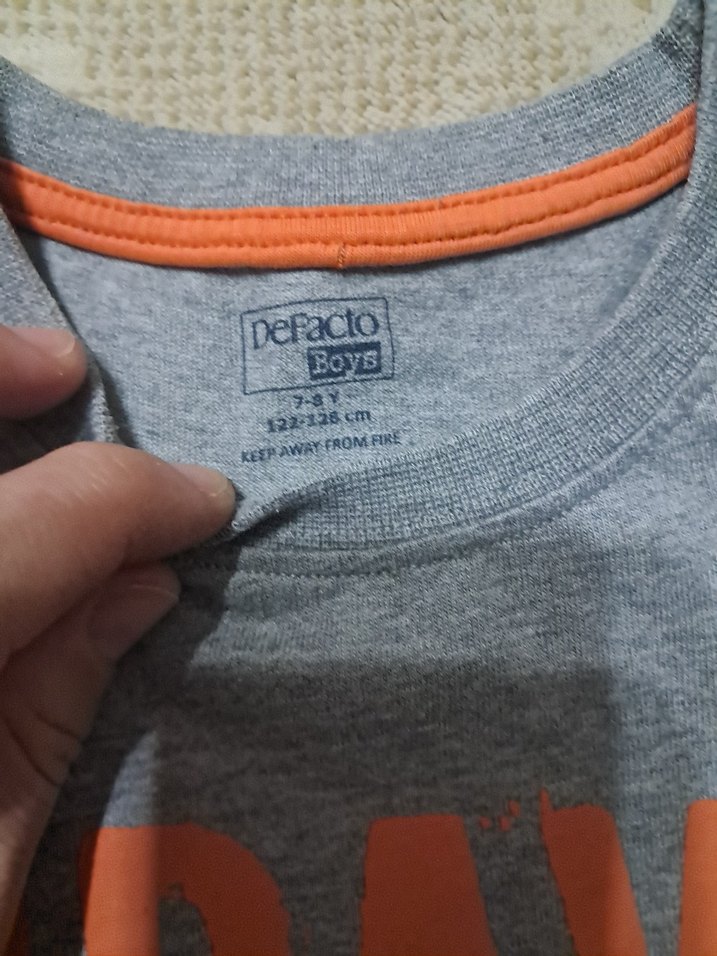 DeFacto
Boys
7-8 Y
122-128 cm
KEEP AWAY FROM FIRE